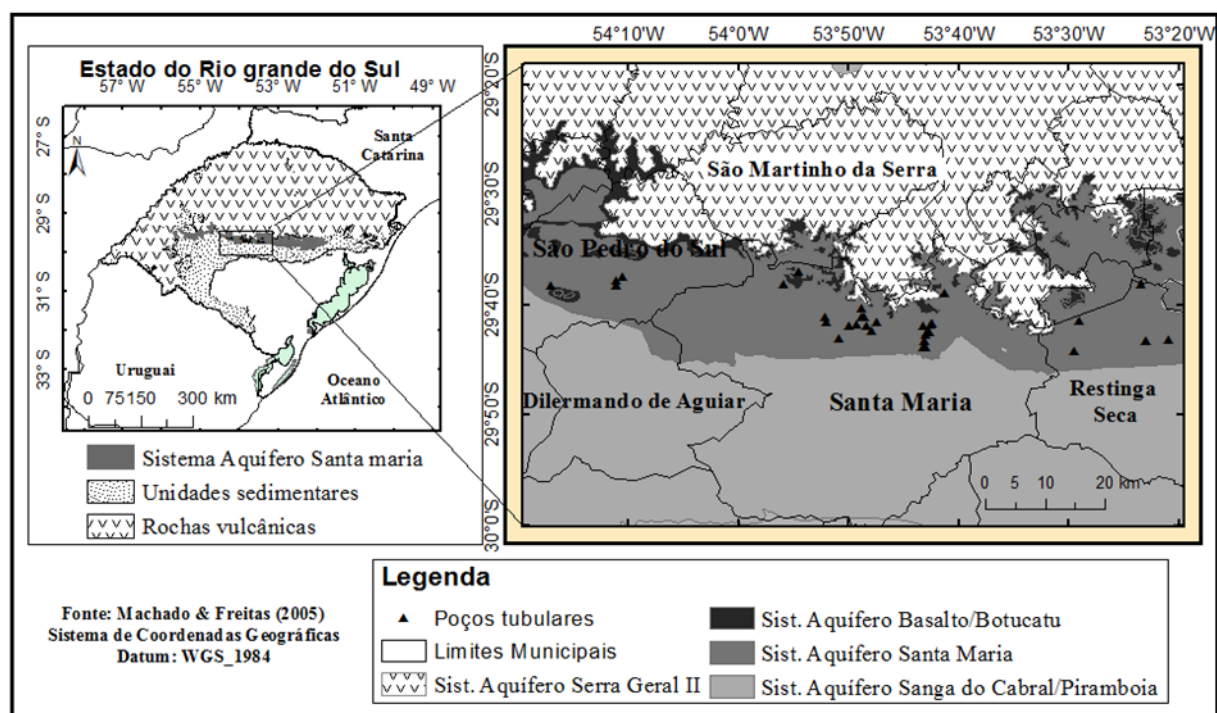 Estado do Rio grande do Sul
57° W 55° W 53° W 51° W 49° W
27° S
29° S
31° S
33° S
N
Santa
Catarina
Uruguai
Oceano
Atlântico
0 75150 300 km
Sistema Aquífero Santa maria
Unidades sedimentares
Rochas vulcânicas
54°10'W 54°0'W 53°50'W 53°40'W 53°30'W 53°20'W
29°20'S
29°30'S
29°40'S
29°50'S
30°0'S
São Martinho da Serra
São Pedro do Sul
Dilermando de Aguiar
Santa Maria
Restinga
Seca
0 5 10 20 km
Fonte: Machado & Freitas (2005)
Sistema de Coordenadas Geográficas
Datum: WGS_1984
Legenda
Poços tubulares
Limites Municipais
Sist. Aquífero Serra Geral II
Sist. Aquífero Basalto/Botucatu
Sist. Aquífero Santa Maria
Sist. Aquífero Sanga do Cabral/Piramboia